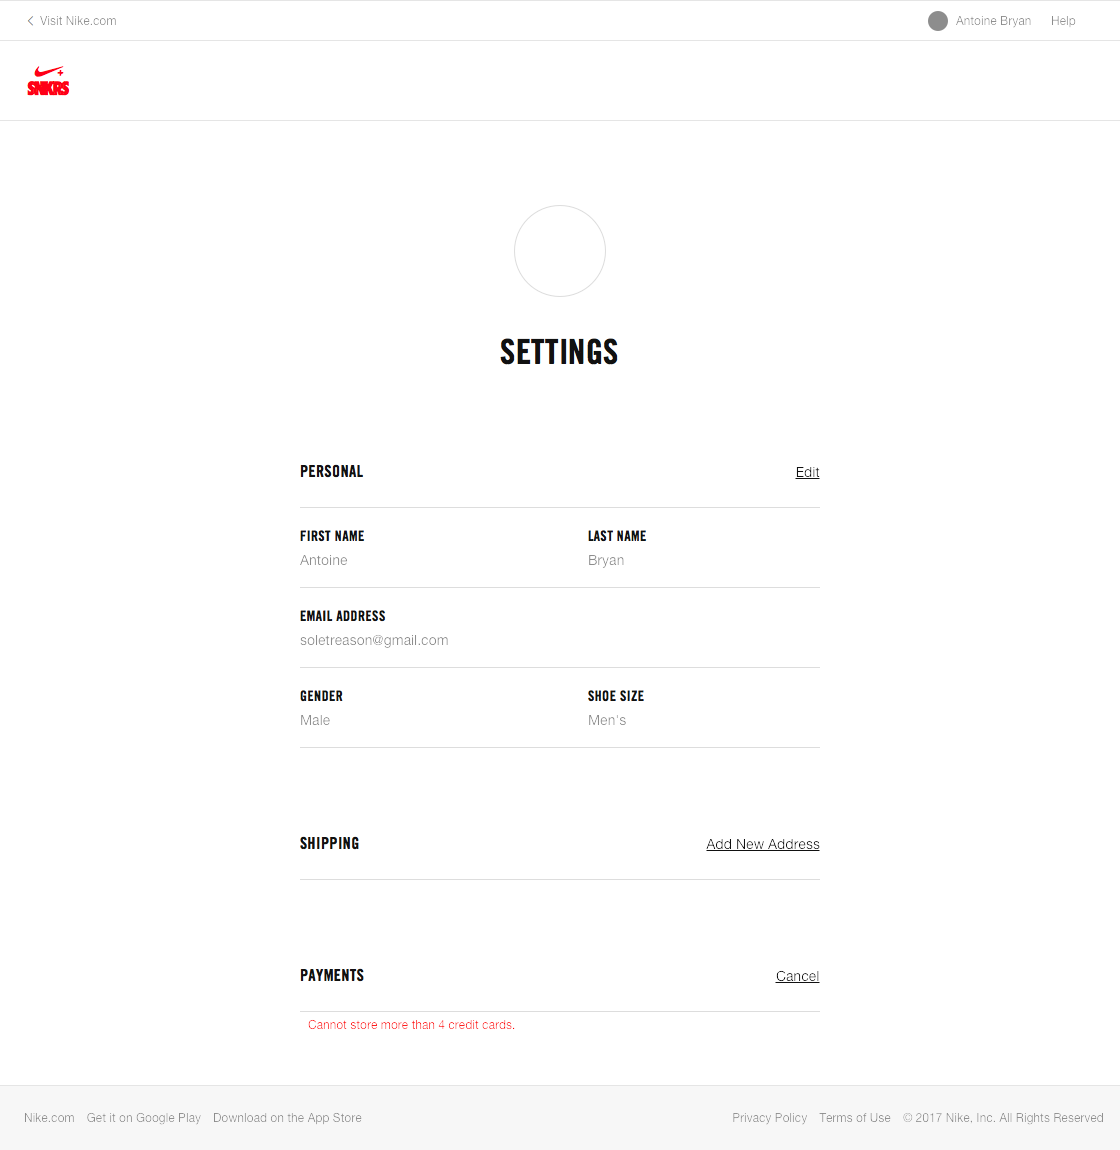 Visit Nike.com
Antoine Bryan Help
SNKRS
SETTINGS
PERSONAL Edit
FIRST NAME LAST NAME
Antoine Bryan
EMAIL ADDRESS
soletreason@gmail.com
GENDER SHOE SIZE
Male Men's
SHIPPING Add New Address
PAYMENTS Cancel
Cannot store more than 4 credit cards.
Nike.com Get it on Google Play Download on the App Store Privacy Policy Terms of Use © 2017 Nike, Inc. All Rights Reserved